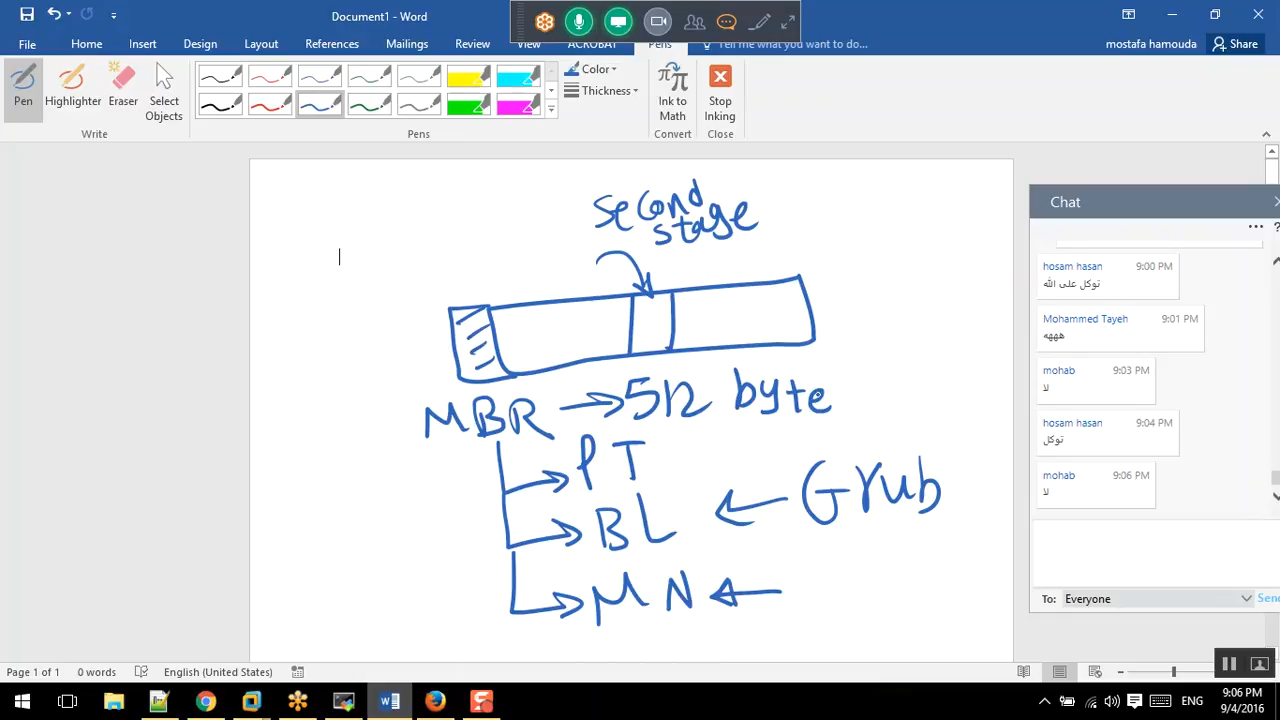 Document1 - Word
File
Home
Insert
Design
Layout
References
Mailings
Review
View
ACROBAT
Pens
Tell me what you want to do...
mostafa hamouda
Share
Pen
Highlighter
Eraser
Select Objects
Write
Pens
Color
Thickness
Ink to Math
Convert
Stop Inking
Close
Second
stage
MBR → 512 byte
PT
BL ← Grub
MN ←
Chat
hosam hasan 9:00 PM
توكل على الله
Mohammed Tayeh 9:01 PM
هههه
mohab 9:03 PM
لا
hosam hasan 9:04 PM
توكل
mohab 9:06 PM
لا
To: Everyone
Send
Page 1 of 1
0 words
English (United States)
ENG
9:06 PM
9/4/2016